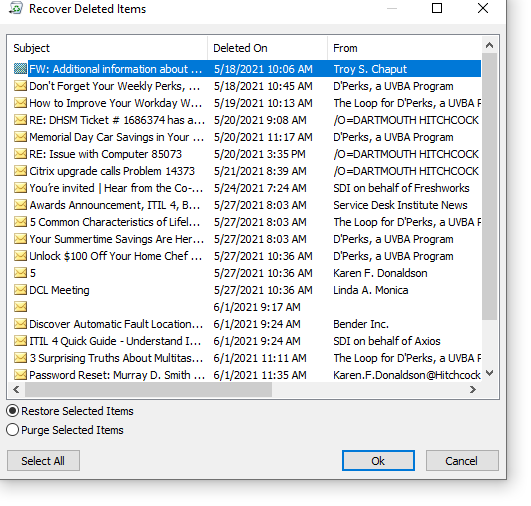 Recover Deleted Items
Subject Deleted On From
FW: Additional information about ... 5/18/2021 10:06 AM Troy S. Chaput
Don't Forget Your Weekly Perks, ... 5/18/2021 10:45 AM D'Perks, a UVBA Program
How to Improve Your Workday W... 5/19/2021 10:13 AM The Loop for D'Perks, a UVBA P
RE: DHSM Ticket # 1686374 has a... 5/20/2021 9:08 AM /O=DARTMOUTH HITCHCOCK
Memorial Day Car Savings in Your ... 5/20/2021 11:17 AM D'Perks, a UVBA Program
RE: Issue with Computer 85073 5/20/2021 3:35 PM /O=DARTMOUTH HITCHCOCK
Citrix upgrade calls Problem 14373 5/21/2021 8:39 AM /O=DARTMOUTH HITCHCOCK
You're invited | Hear from the Co-... 5/24/2021 7:24 AM SDI on behalf of Freshworks
Awards Announcement, ITIL 4, B... 5/27/2021 8:03 AM Service Desk Institute News
5 Common Characteristics of Lifel... 5/27/2021 8:03 AM The Loop for D'Perks, a UVBA P
Your Summertime Savings Are Her... 5/27/2021 8:03 AM D'Perks, a UVBA Program
Unlock $100 Off Your Home Chef ... 5/27/2021 10:36 AM D'Perks, a UVBA Program
5 5/27/2021 10:36 AM Karen F. Donaldson
DCL Meeting 5/27/2021 10:36 AM Linda A. Monica
6/1/2021 9:17 AM
Discover Automatic Fault Location... 6/1/2021 9:24 AM Bender Inc.
ITIL 4 Quick Guide - Understand I... 6/1/2021 9:24 AM SDI on behalf of Axios
3 Surprising Truths About Multitas... 6/1/2021 11:11 AM The Loop for D'Perks, a UVBA P
Password Reset: Murray D. Smith ... 6/1/2021 11:35 AM Karen.F.Donaldson@Hitchcock
Restore Selected Items
Purge Selected Items
Select All Ok Cancel